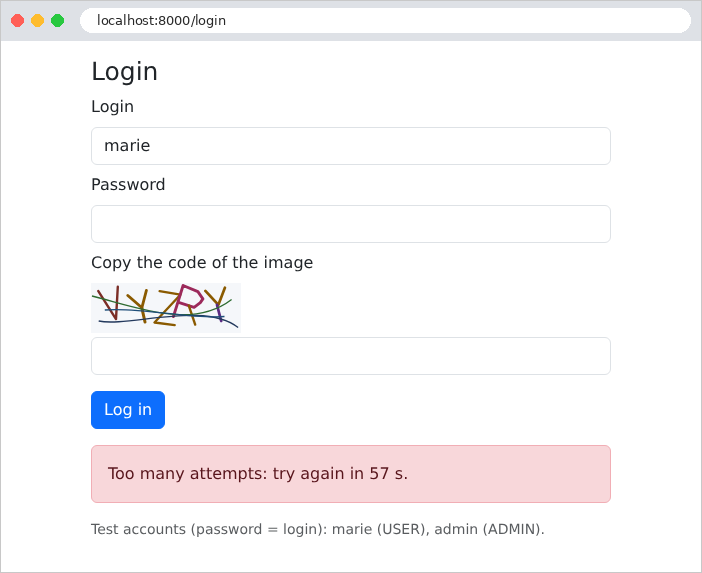 localhost:8000/login
Login
Login
marie
Password
Copy the code of the image
VYZRY
Log in
Too many attempts: try again in 57 s.
Test accounts (password = login): marie (USER), admin (ADMIN).